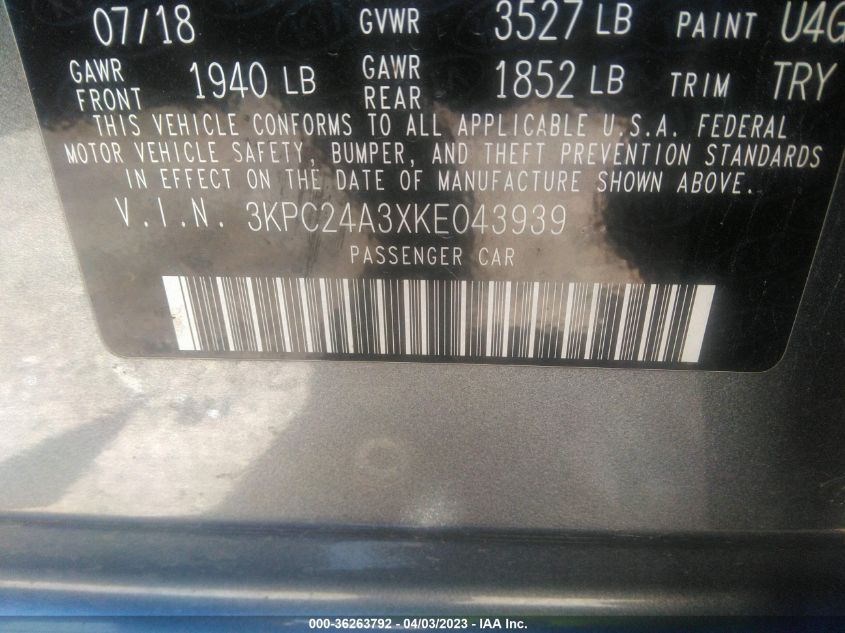 07/18 GVWR 3527 LB PAINT U4G
GAWR FRONT 1940 LB GAWR REAR 1852 LB TRIM TRY
THIS VEHICLE CONFORMS TO ALL APPLICABLE U.S.A. FEDERAL
MOTOR VEHICLE SAFETY, BUMPER, AND THEFT PREVENTION STANDARDS
IN EFFECT ON THE DATE OF MANUFACTURE SHOWN ABOVE.
V.I.N. 3KPC24A3XKE043939
PASSENGER CAR
000-36263792 - 04/03/2023 - IAA Inc.